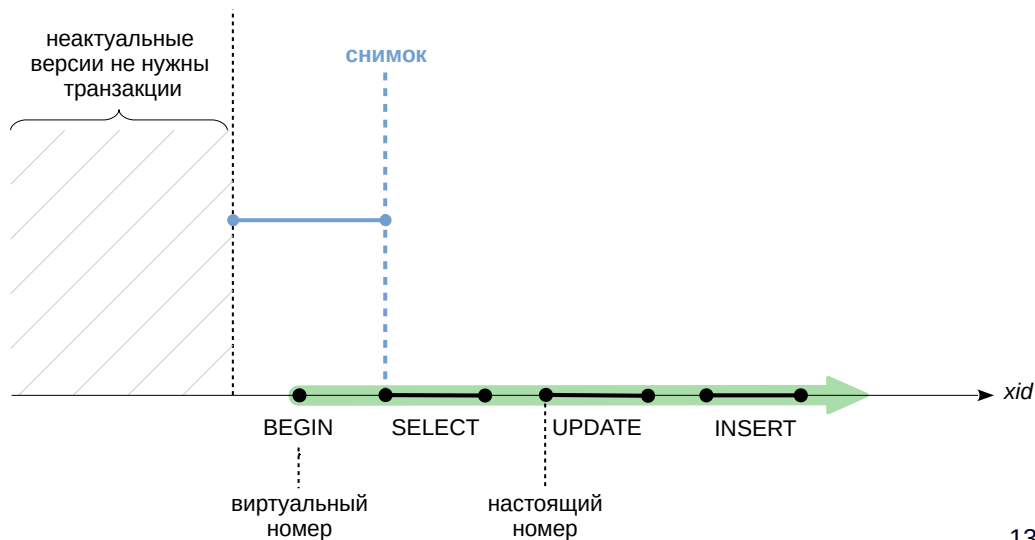 неактуальные
версии не нужны
транзакции
снимок
xid
BEGIN
SELECT
UPDATE
INSERT
виртуальный
номер
настоящий
номер
13